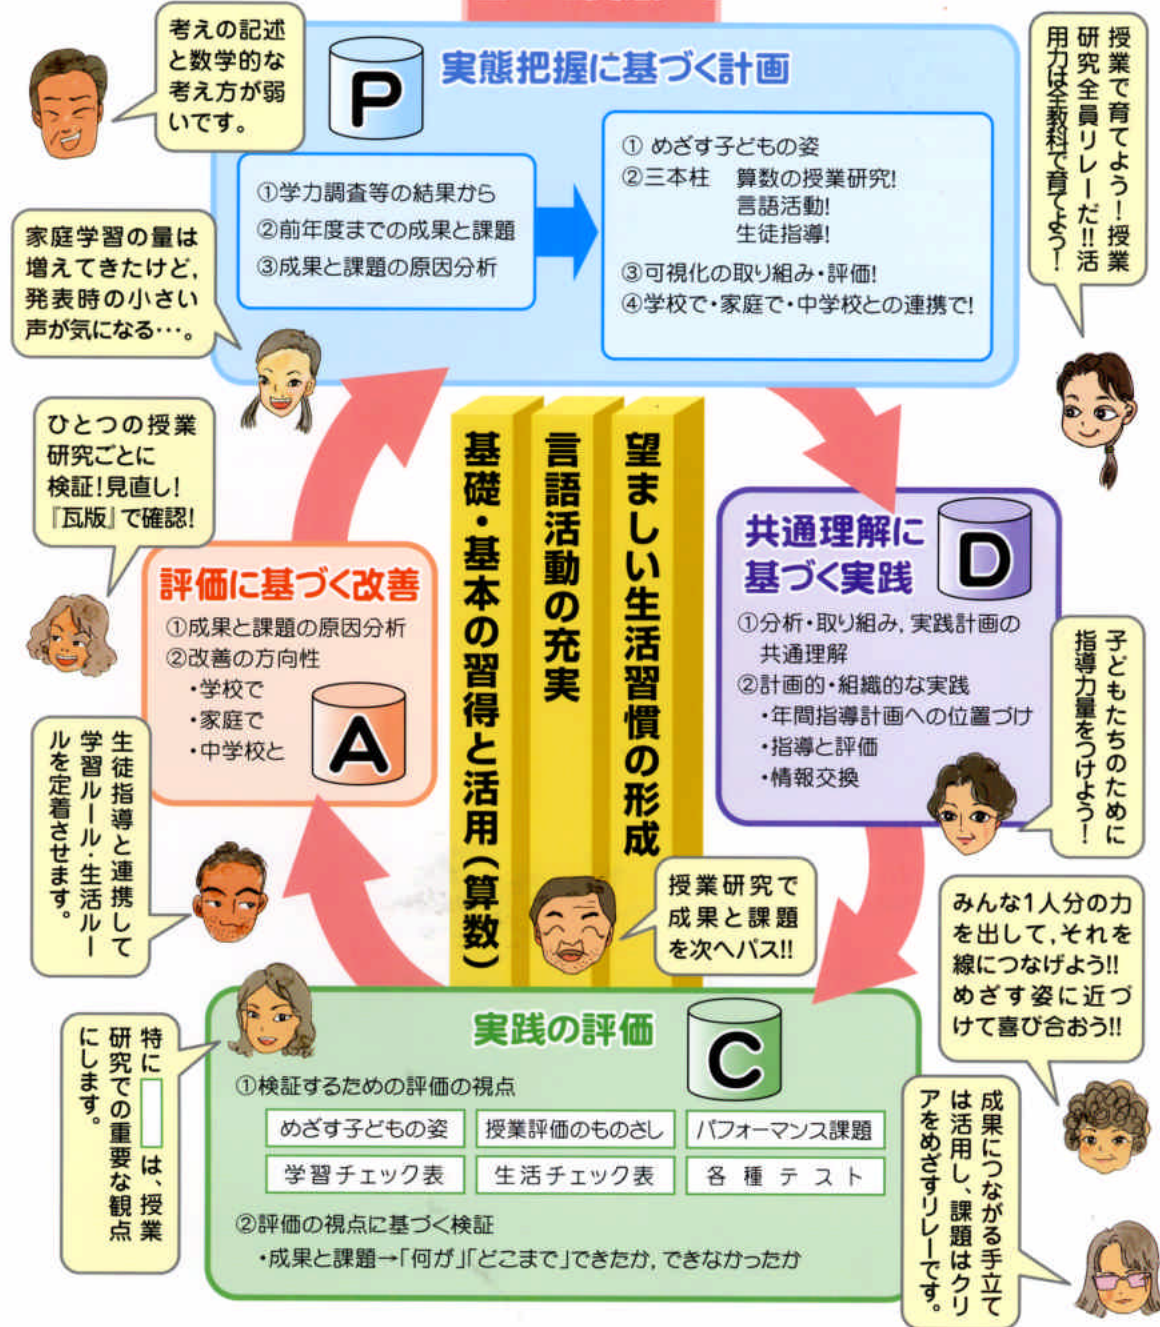 考えの記述
と数学的な
考え方が弱
いです。
P
実態把握に基づく計画
授業で育てよう！授業
研究全員リレーだ!!活
用力は全教科で育てよう！
①学力調査等の結果から
②前年度までの成果と課題
③成果と課題の原因分析
① めざす子どもの姿
②三本柱　算数の授業研究!
言語活動!
生徒指導!
③可視化の取り組み・評価!
④学校で・家庭で・中学校との連携で!
家庭学習の量は
増えてきたけど,
発表時の小さい
声が気になる…。
ひとつの授業
研究ごとに
検証!見直し!
『瓦版』で確認!
基礎・基本の習得と活用(算数)
言語活動の充実
望ましい生活習慣の形成
共通理解に
基づく実践
D
①分析・取り組み, 実践計画の
共通理解
②計画的・組織的な実践
・年間指導計画への位置づけ
・指導と評価
・情報交換
子どもたちのために
指導力量をつけよう！
評価に基づく改善
①成果と課題の原因分析
②改善の方向性
・学校で
・家庭で
・中学校と
A
生徒指導と連携して
学習ルール・生活ルー
ルを定着させます。
授業研究で
成果と課題
を次へパス!!
みんな1人分の力
を出して,それを
線につなげよう!!
めざす姿に近づ
けて喜び合おう!!
実践の評価
C
①検証するための評価の視点
めざす子どもの姿
授業評価のものさし
パフォーマンス課題
学習チェック表
生活チェック表
各種テスト
②評価の視点に基づく検証
・成果と課題→「何が」「どこまで」できたか, できなかったか
特に　　は、授業
研究での重要な観点
にします。
成果につながる手立て
は活用し、課題はクリ
アをめざすリレーです。